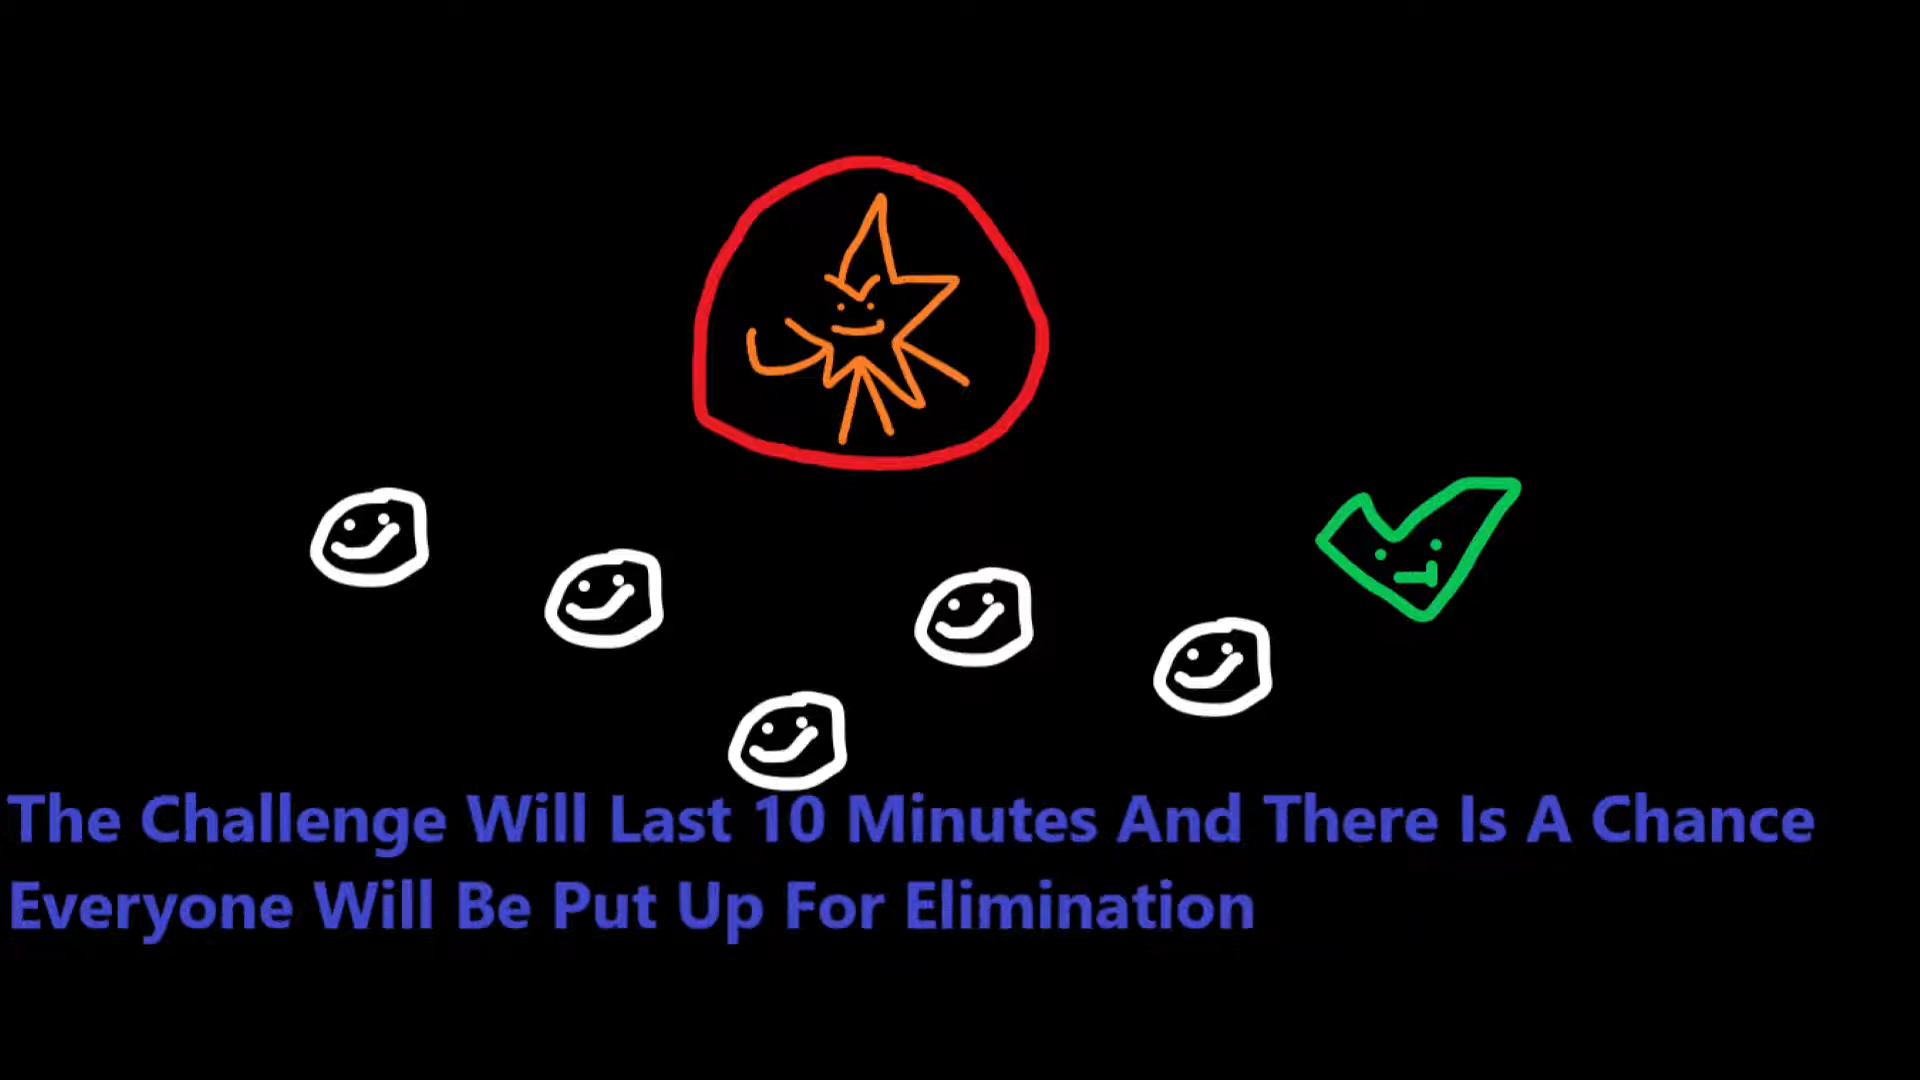 The Challenge Will Last 10 Minutes And There Is A Chance
Everyone Will Be Put Up For Elimination